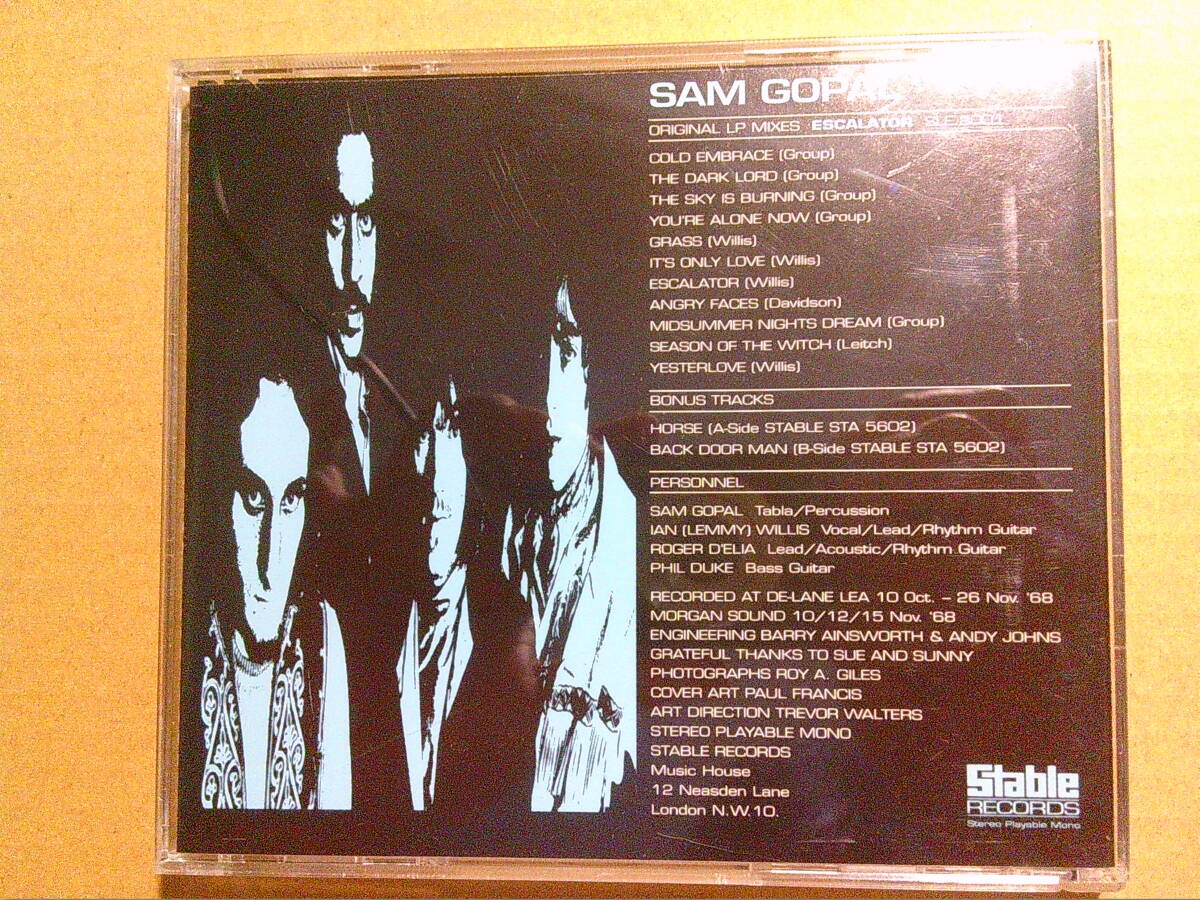 SAM GOPAL
ORIGINAL LP MIXES ESCALATOR
COLD EMBRACE (Group)
THE DARK LORD (Group)
THE SKY IS BURNING (Group)
YOU'RE ALONE NOW (Group)
GRASS (Willis)
IT'S ONLY LOVE (Willis)
ESCALATOR (Willis)
ANGRY FACES (Davidson)
MIDSUMMER NIGHTS DREAM (Group)
SEASON OF THE WITCH (Leitch)
YESTERLOVE (Willis)
BONUS TRACKS
HORSE (A-Side STABLE STA 5602)
BACK DOOR MAN (B-Side STABLE STA 5602)
PERSONNEL
SAM GOPAL Tabla/Percussion
IAN (LEMMY) WILLIS Vocal/Lead/Rhythm Guitar
ROGER D'ELIA Lead/Acoustic/Rhythm Guitar
PHIL DUKE Bass Guitar
RECORDED AT DE-LANE LEA 10 Oct. – 26 Nov. '68
MORGAN SOUND 10/12/15 Nov. '68
ENGINEERING BARRY AINSWORTH & ANDY JOHNS
GRATEFUL THANKS TO SUE AND SUNNY
PHOTOGRAPHS ROY A. GILES
COVER ART PAUL FRANCIS
ART DIRECTION TREVOR WALTERS
STEREO PLAYABLE MONO
STABLE RECORDS
Music House
12 Neasden Lane
London N.W.10.
Stable
RECORDS
Stereo Playable Mono